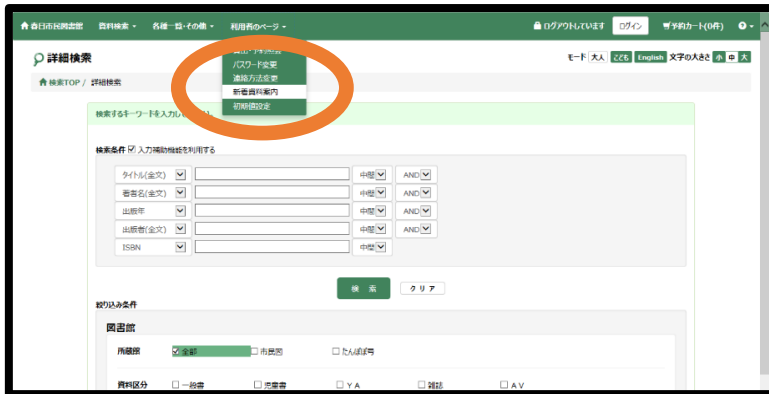 春日市民図書館 資料検索 各種一覧・その他 利用者のページ ログアウトしています ログイン 予約カート(0件)
詳細検索
モード 大人 こども English 文字の大きさ 小 中 大
パスワード変更
連絡方法変更
新着資料案内
初期値設定
検索TOP / 詳細検索
検索するキーワードを入力して
検索条件 入力補助機能を利用する
タイトル(全文) 中間 AND
著者名(全文) 中間 AND
出版年 中間 AND
出版者(全文) 中間 AND
ISBN 中間
検 索 クリア
絞り込み条件
図書館
所蔵館 全部 市民図 たんぽぽ号
資料区分 一般書 児童書 YA 雑誌 AV